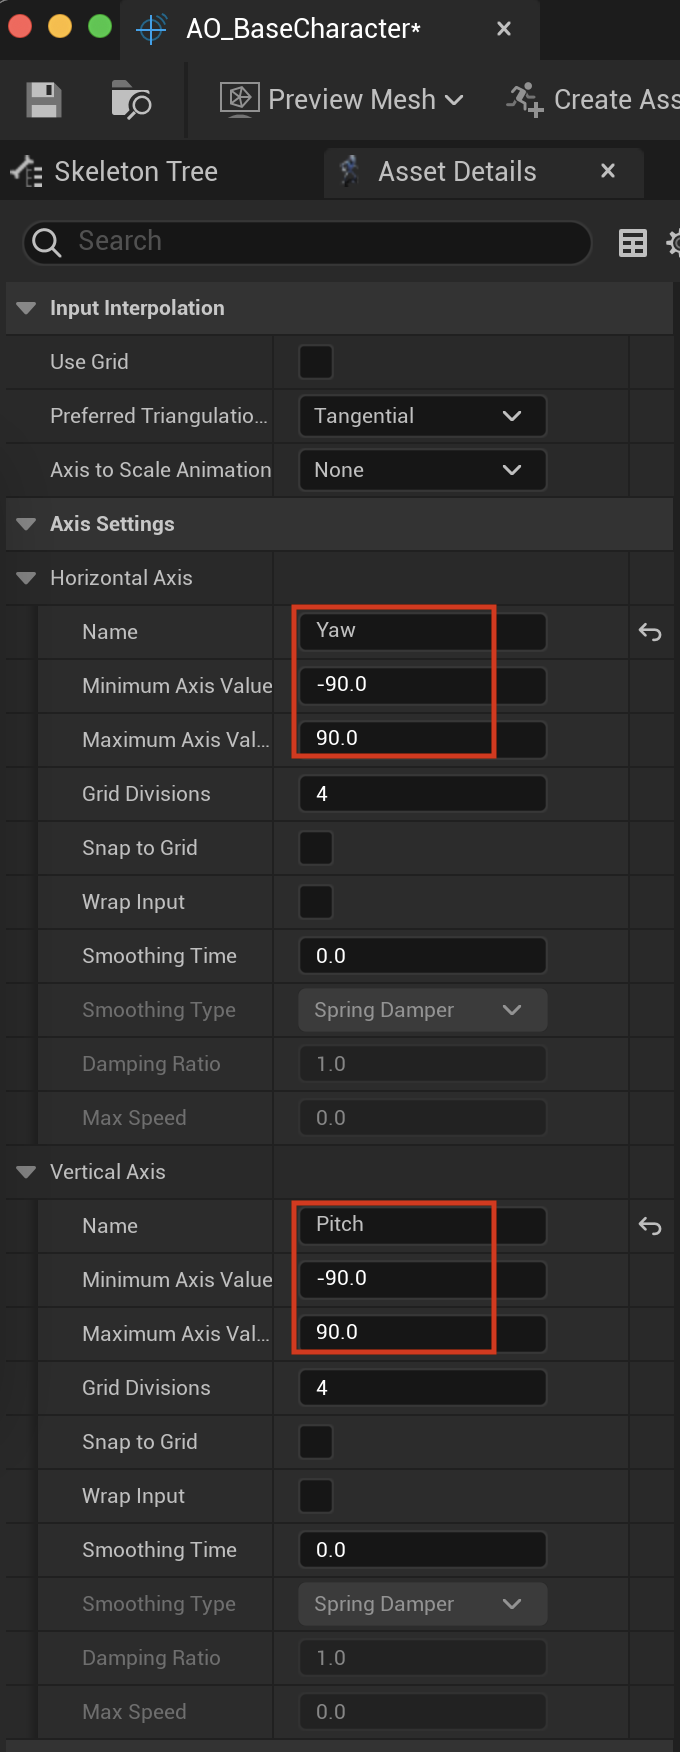 AO_BaseCharacter*
Preview Mesh
Create Ass
Skeleton Tree
Asset Details
Search
Input Interpolation
Use Grid
Preferred Triangulatio... Tangential
Axis to Scale Animation None
Axis Settings
Horizontal Axis
Name Yaw
Minimum Axis Value -90.0
Maximum Axis Val... 90.0
Grid Divisions 4
Snap to Grid
Wrap Input
Smoothing Time 0.0
Smoothing Type Spring Damper
Damping Ratio 1.0
Max Speed 0.0
Vertical Axis
Name Pitch
Minimum Axis Value -90.0
Maximum Axis Val... 90.0
Grid Divisions 4
Snap to Grid
Wrap Input
Smoothing Time 0.0
Smoothing Type Spring Damper
Damping Ratio 1.0
Max Speed 0.0